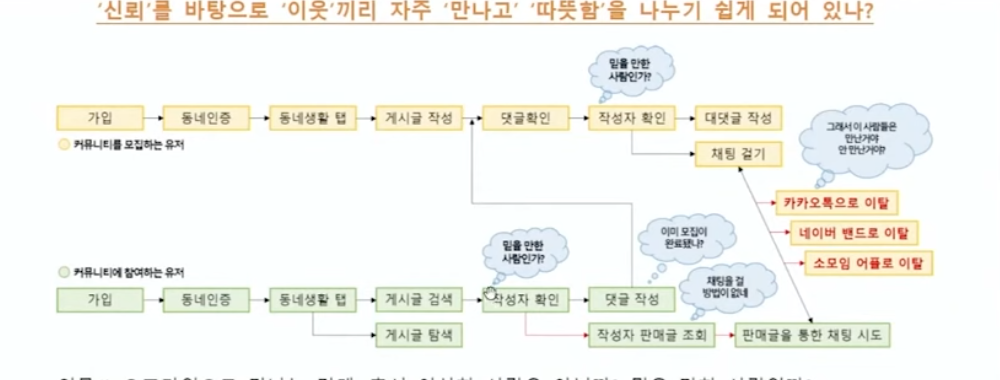 '신뢰'를 바탕으로 '이웃'끼리 자주 '만나고' '따뜻함'을 나누기 쉽게 되어 있나?
믿을 만한
사람인가?
가입
동네인증
동네생활 탭
게시글 작성
댓글확인
작성자 확인
대댓글 작성
커뮤니티를 모집하는 유저
채팅 걸기
그래서 이 사람들은
만난거야
안 만난거야?
카카오톡으로 이탈
네이버 밴드로 이탈
소모임 어플로 이탈
믿을 만한
사람인가?
이미 모집이
완료됐나?
채팅을 걸
방법이 없네
커뮤니티에 참여하는 유저
가입
동네인증
동네생활 탭
게시글 검색
작성자 확인
댓글 작성
게시글 탐색
작성자 판매글 조회
판매글을 통한 채팅 시도